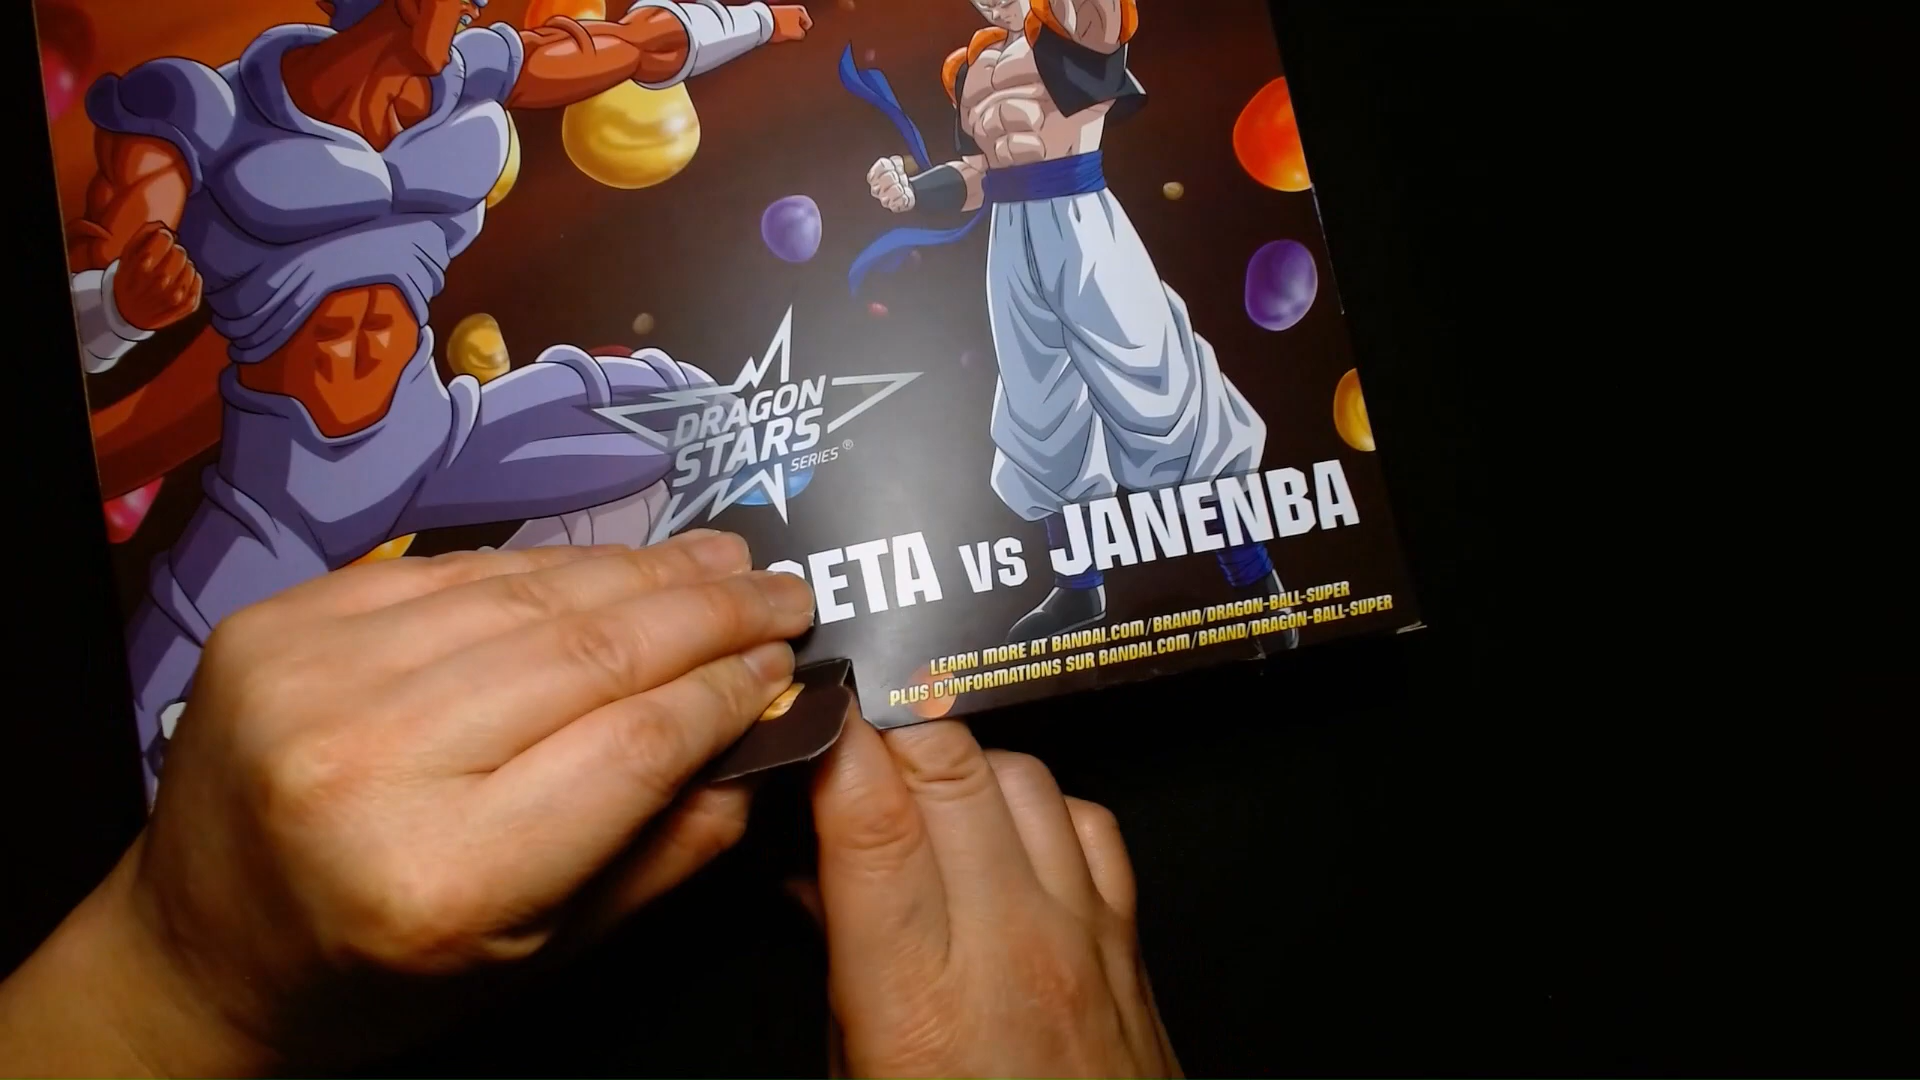 DRAGON
STARS
SERIES ®
ETA VS JANENBA
LEARN MORE AT BANDAI.COM/BRAND/DRAGON-BALL-SUPER
PLUS D'INFORMATIONS SUR BANDAI.COM/BRAND/DRAGON-BALL-SUPER